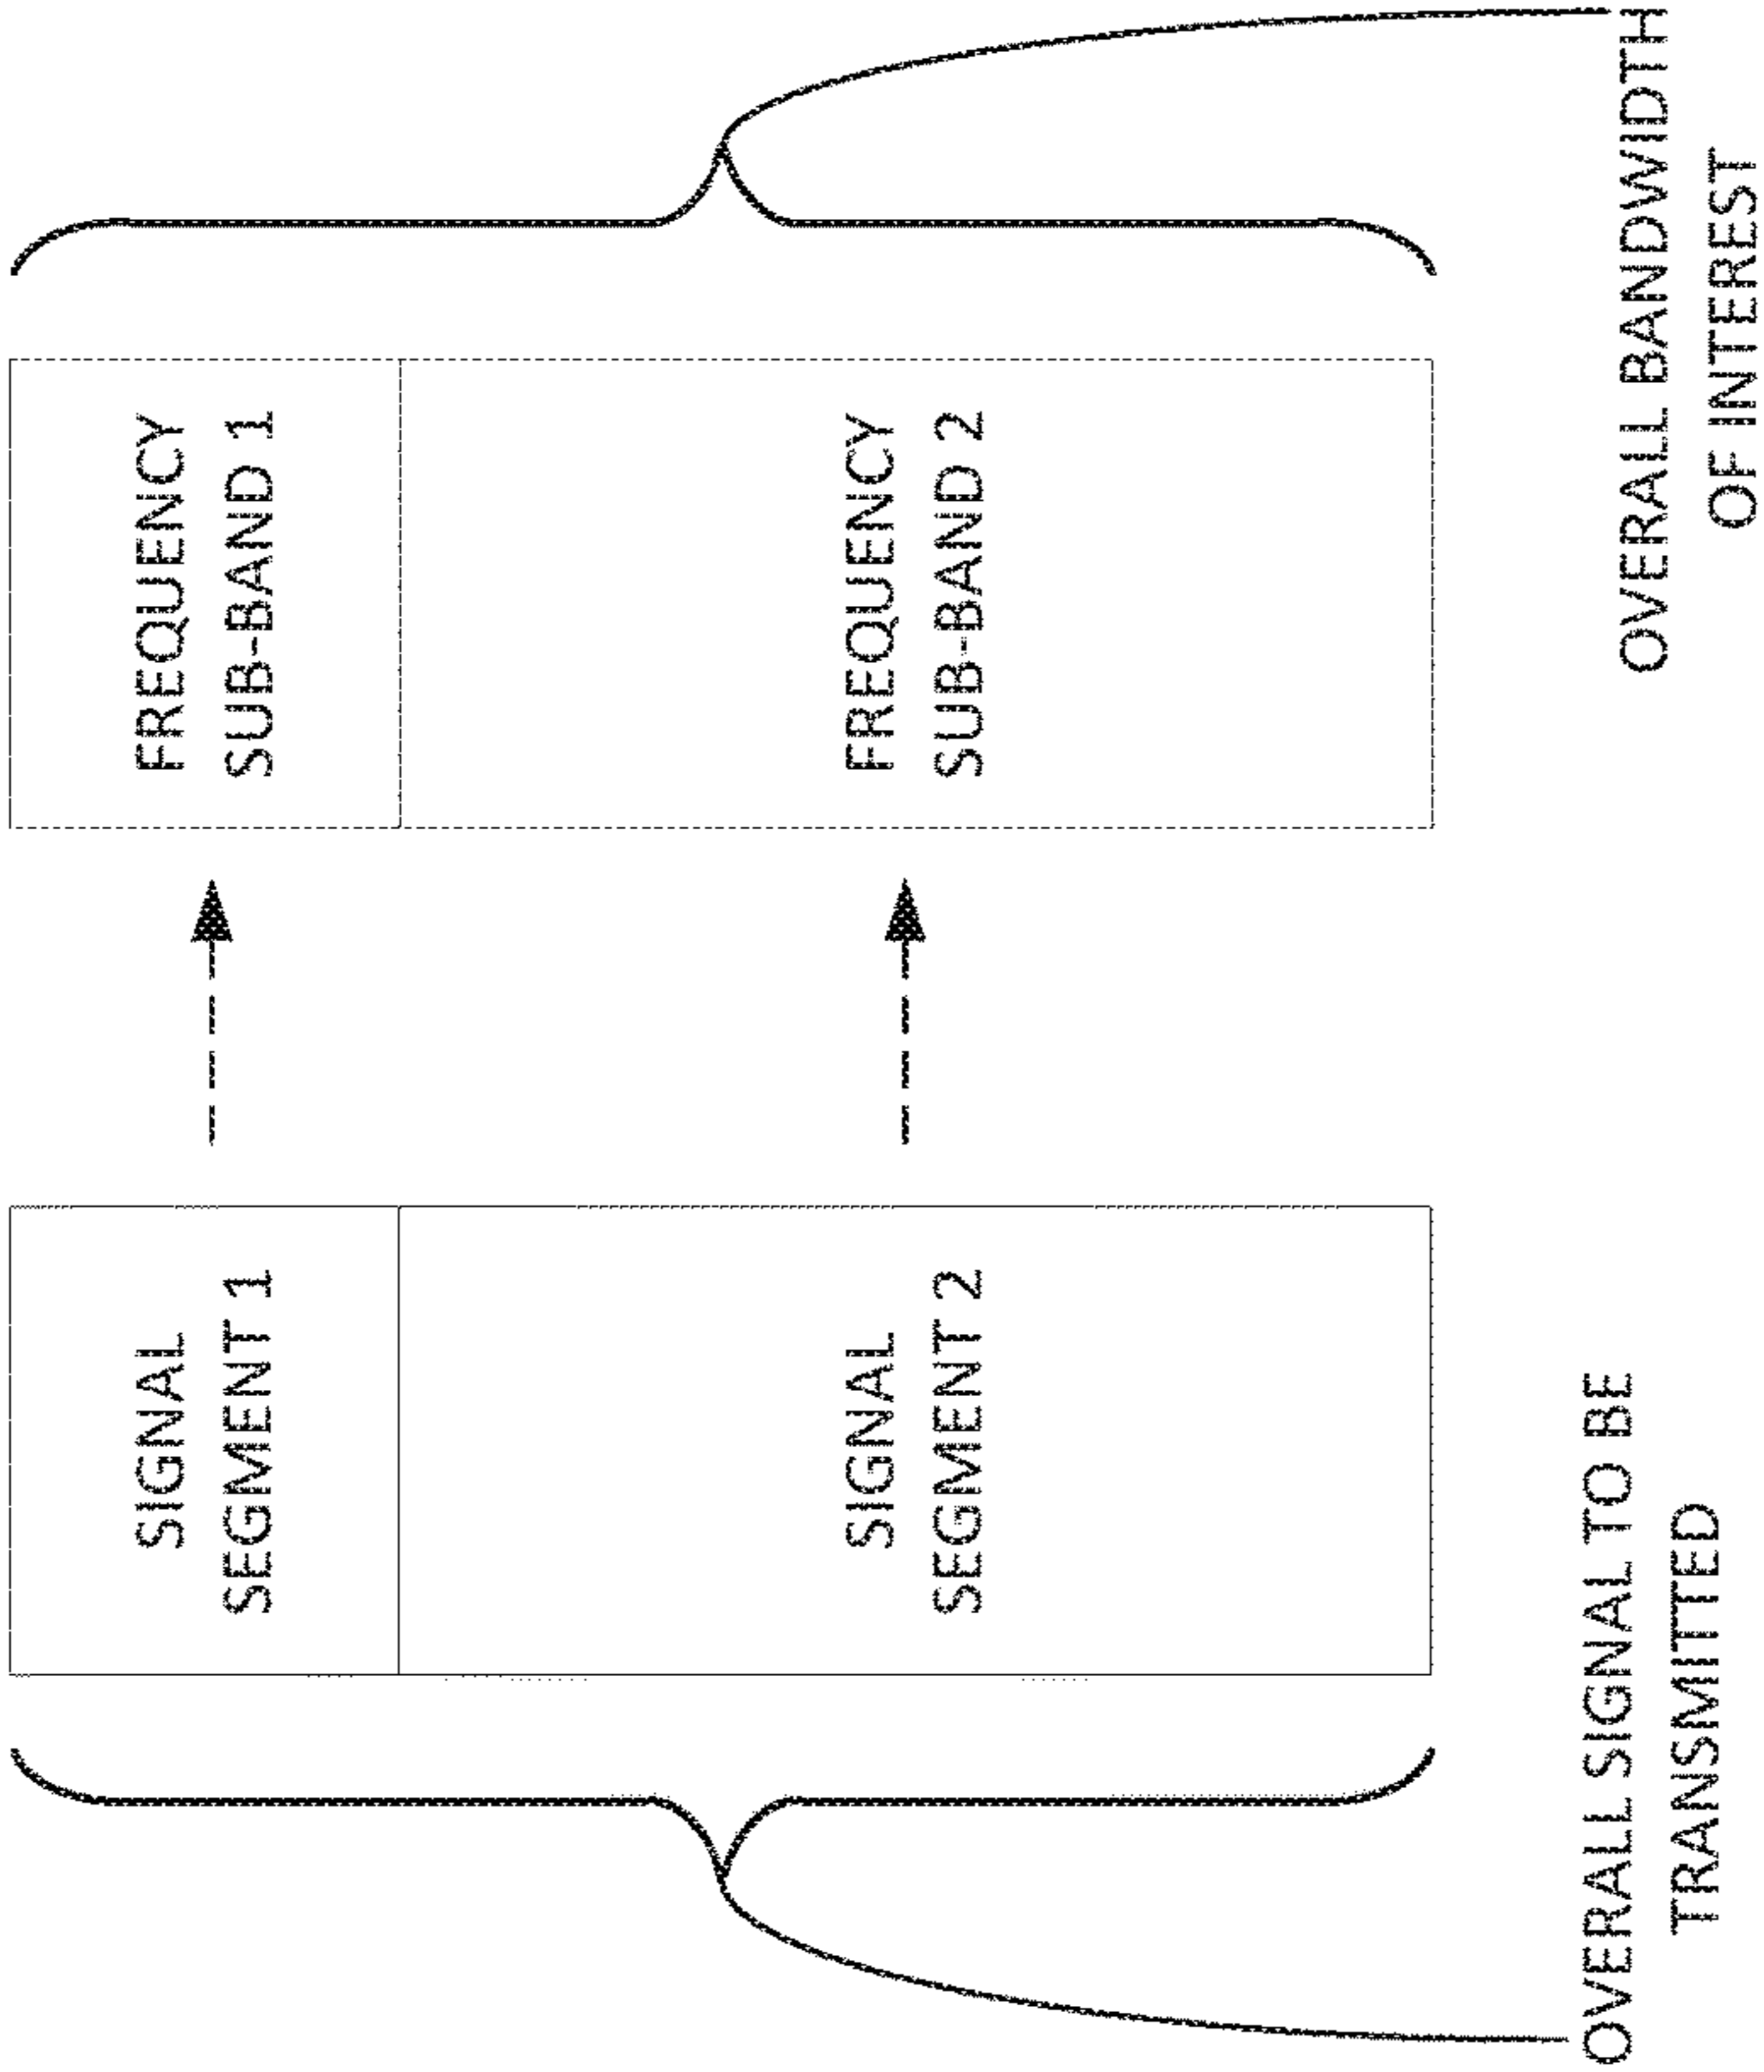 SIGNAL
SEGMENT 1
FREQUENCY
SUB-BAND 1
SIGNAL
SEGMENT 2
FREQUENCY
SUB-BAND 2
OVERALL SIGNAL TO BE
TRANSMITTED
OVERALL BANDWIDTH
OF INTEREST